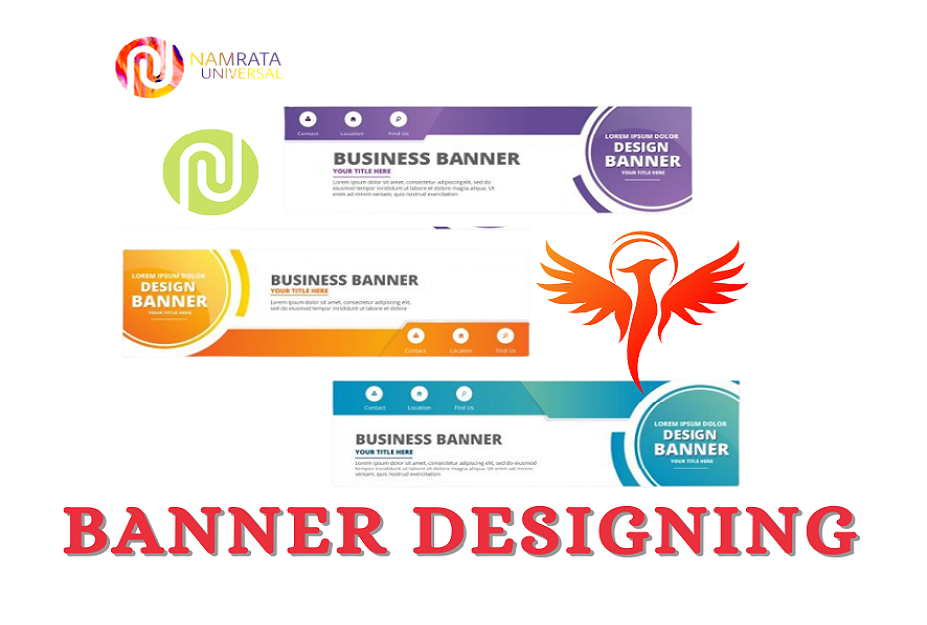 NAMRATA
UNIVERSAL
Contact
Location
Find Us
BUSINESS BANNER
YOUR TITLE HERE
Lorem ipsum dolor sit amet, consectetur adipiscing elit, sed do
eiusmod tempor incididunt ut labore et dolore magna aliqua. Ut
enim ad minim veniam, quis nostrud exercitation
LOREM IPSUM DOLOR
DESIGN
BANNER
YOUR TITLE HERE
LOREM IPSUM DOLOR
DESIGN
BANNER
YOUR TITLE HERE
BUSINESS BANNER
YOUR TITLE HERE
Lorem ipsum dolor sit amet, consectetur adipiscing elit,
sed do eiusmod tempor incididunt ut labore et dolore
Contact
Location
Find Us
Contact
Location
Find Us
BUSINESS BANNER
YOUR TITLE HERE
Lorem ipsum dolor sit amet, consectetur adipiscing elit, sed do eiusmod
tempor incididunt ut labore et dolore magna aliqua. Ut enim ad minim veniam,
quis nostrud exercitation
LOREM IPSUM DOLOR
DESIGN
BANNER
YOUR TITLE HERE
BANNER DESIGNING